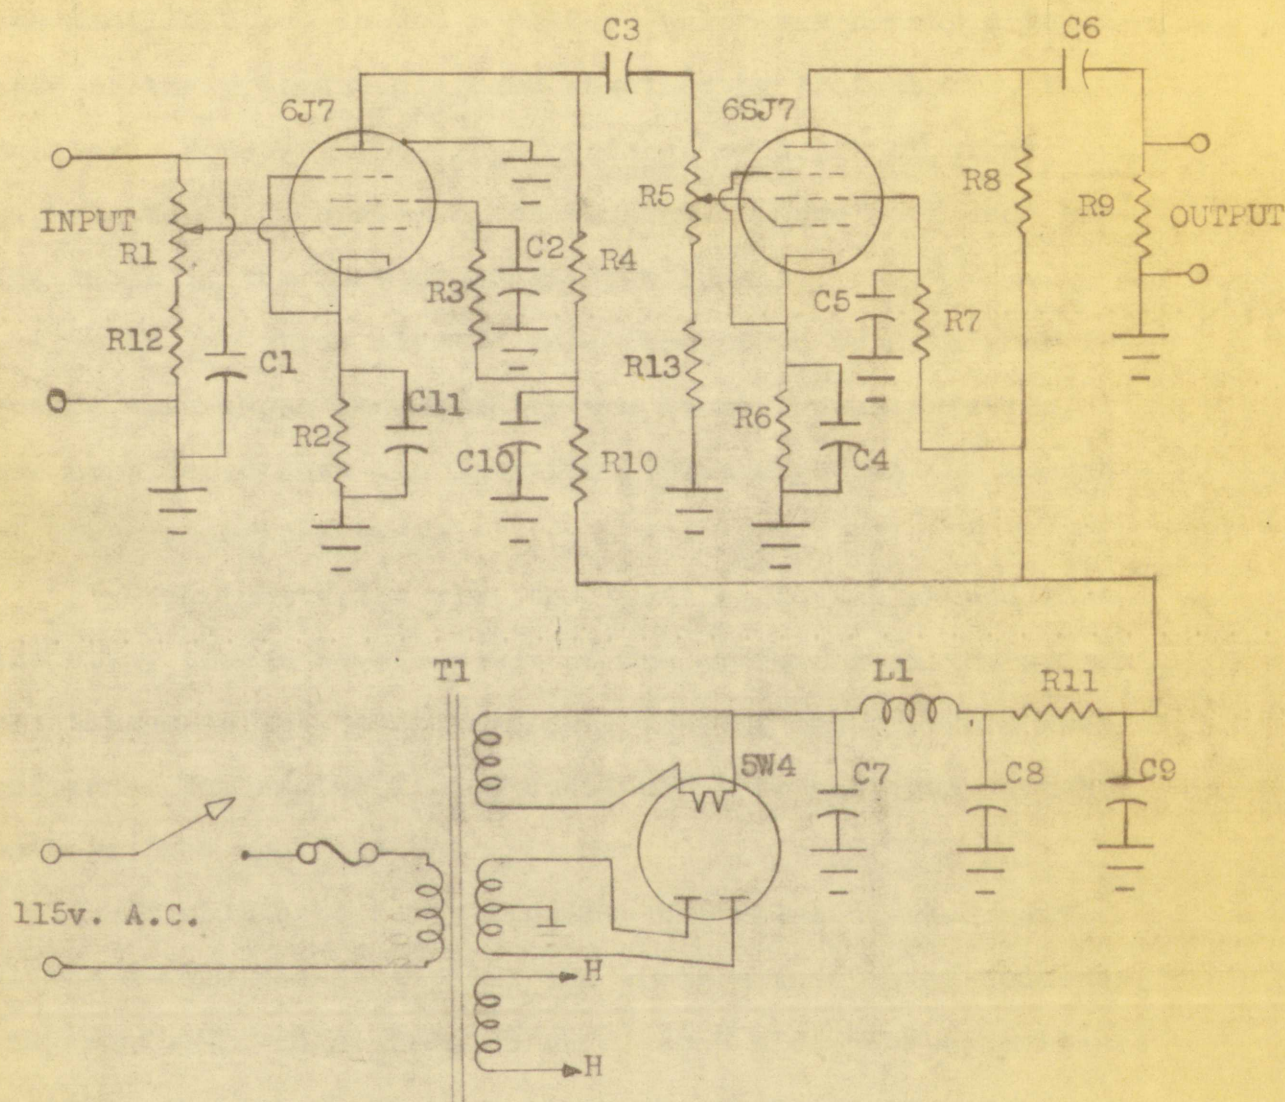 C3
C6
6J7
6SJ7
INPUT
R1
R5
R8
R9
OUTPUT
C2
R4
R3
C5
R7
R12
C1
R13
C11
R2
C10
R10
R6
C4
T1
L1
R11
5W4
C7
C8
C9
115v. A.C.
H
H